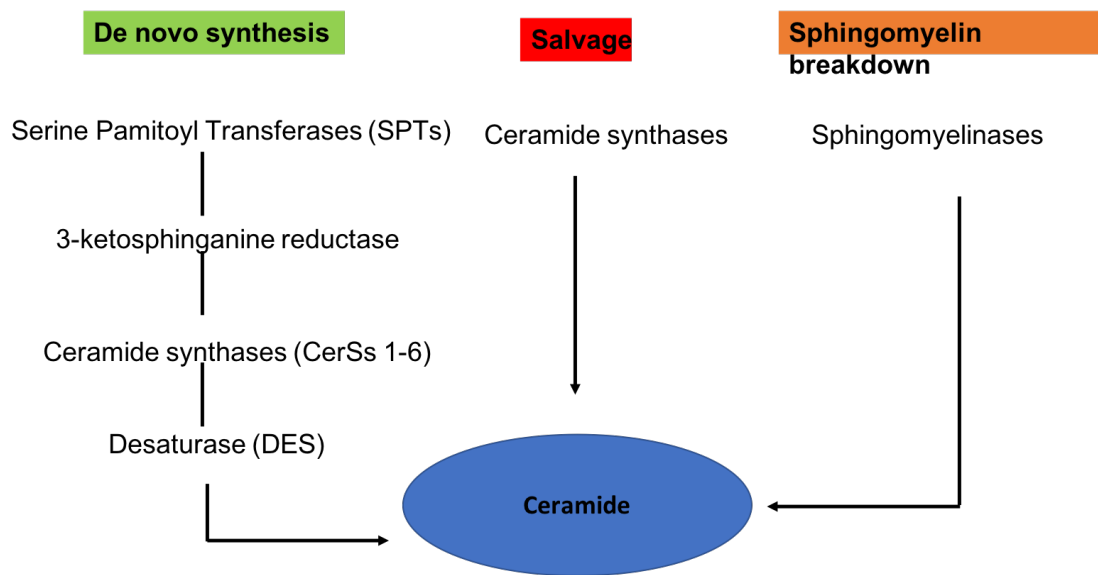 De novo synthesis
Salvage
Sphingomyelin
breakdown
Serine Pamitoyl Transferases (SPTs)
Ceramide synthases
Sphingomyelinases
3-ketosphinganine reductase
Ceramide synthases (CerSs 1-6)
Desaturase (DES)
Ceramide